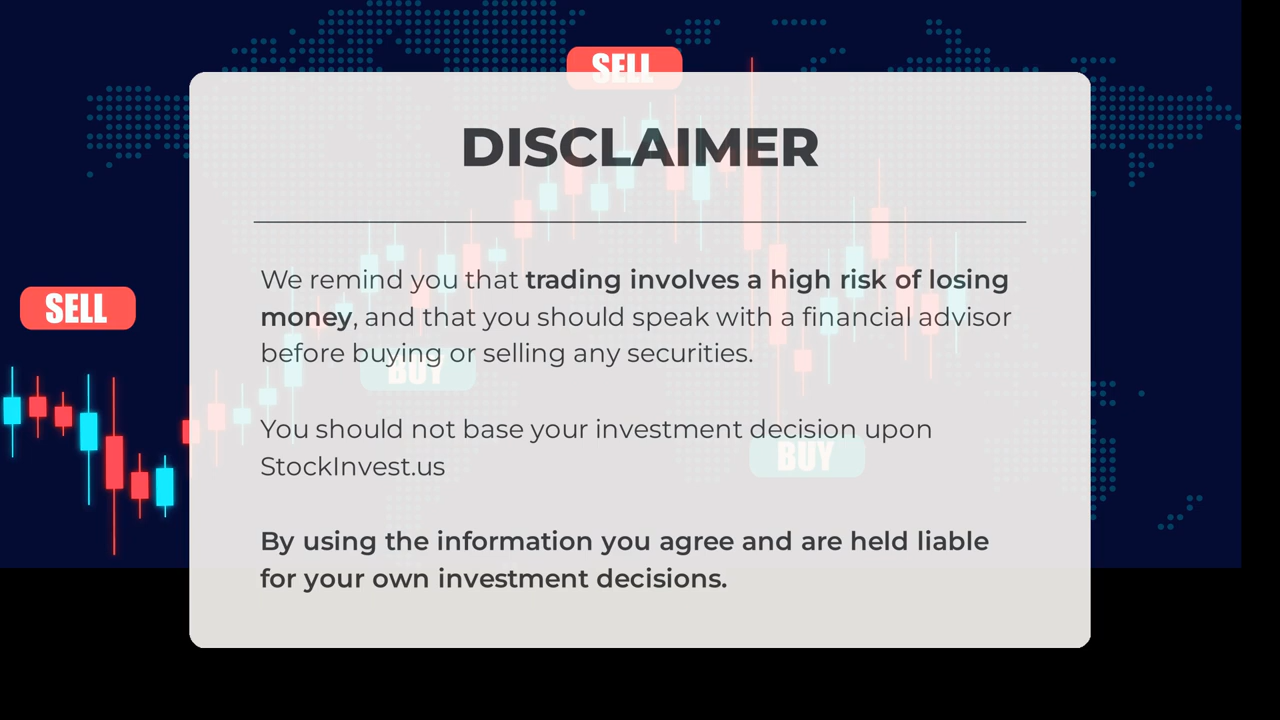 SELL
DISCLAIMER
We remind you that trading involves a high risk of losing
money, and that you should speak with a financial advisor
before buying or selling any securities.
SELL
BUY
You should not base your investment decision upon
StockInvest.us
BUY
By using the information you agree and are held liable
for your own investment decisions.